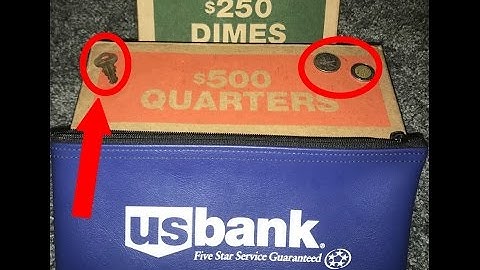 $250
DIMES
$500
QUARTERS
usbank®
Five Star Service Guaranteed